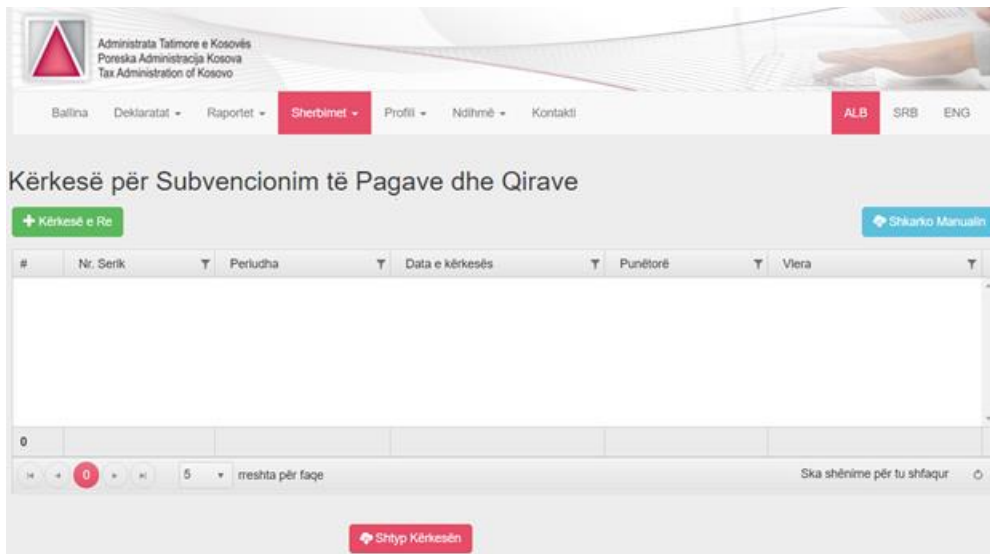 Administrata Tatimore e Kosovës
Poreska Administracija Kosova
Tax Administration of Kosovo
Ballina Deklaratat Raportet Sherbimet Profili Ndihmë Kontakti ALB SRB ENG
Kërkesë për Subvencionim të Pagave dhe Qirave
+ Kërkesë e Re Shkarko Manualin
# Nr. Serik Periudha Data e kërkesës Punëtorë Vlera
0
0 5 rreshta për faqe Ska shënime për tu shfaqur
Shtyp Kërkesën